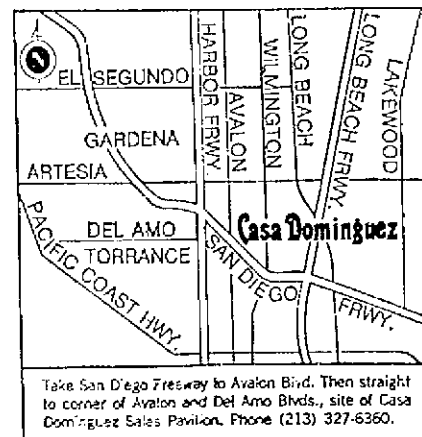 HARBOR FRWY.
AVALON
WILMINGTON
LONG BEACH
LONG BEACH FRWY.
LAKEWOOD
EL SEGUNDO
GARDENA
ARTESIA
PACIFIC COAST HWY.
DEL AMO
TORRANCE
Casa Dominguez
SAN DIEGO FRWY.
Take San Diego Freeway to Avalon Blvd. Then straight
to corner of Avalon and Del Amo Blvds., site of Casa
Dominguez Sales Pavilion. Phone (213) 327-6360.